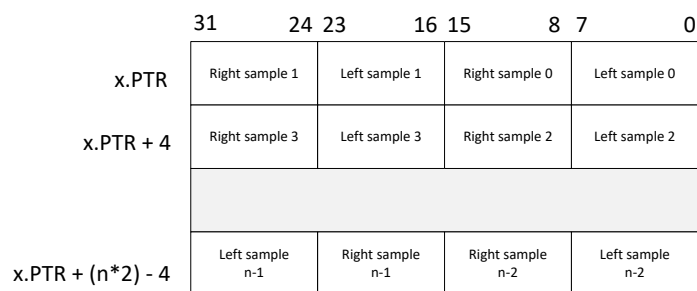 31 24 23 16 15 8 7 0
x.PTR Right sample 1 Left sample 1 Right sample 0 Left sample 0
x.PTR + 4 Right sample 3 Left sample 3 Right sample 2 Left sample 2
x.PTR + (n*2) - 4 Left sample n-1 Right sample n-1 Right sample n-2 Left sample n-2